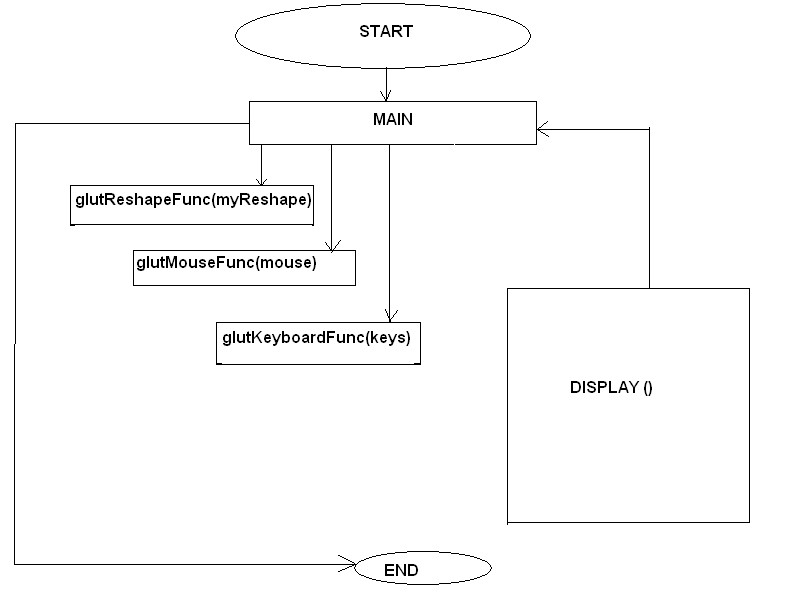 START
MAIN
glutReshapeFunc(myReshape)
glutMouseFunc(mouse)
glutKeyboardFunc(keys)
DISPLAY ()
END